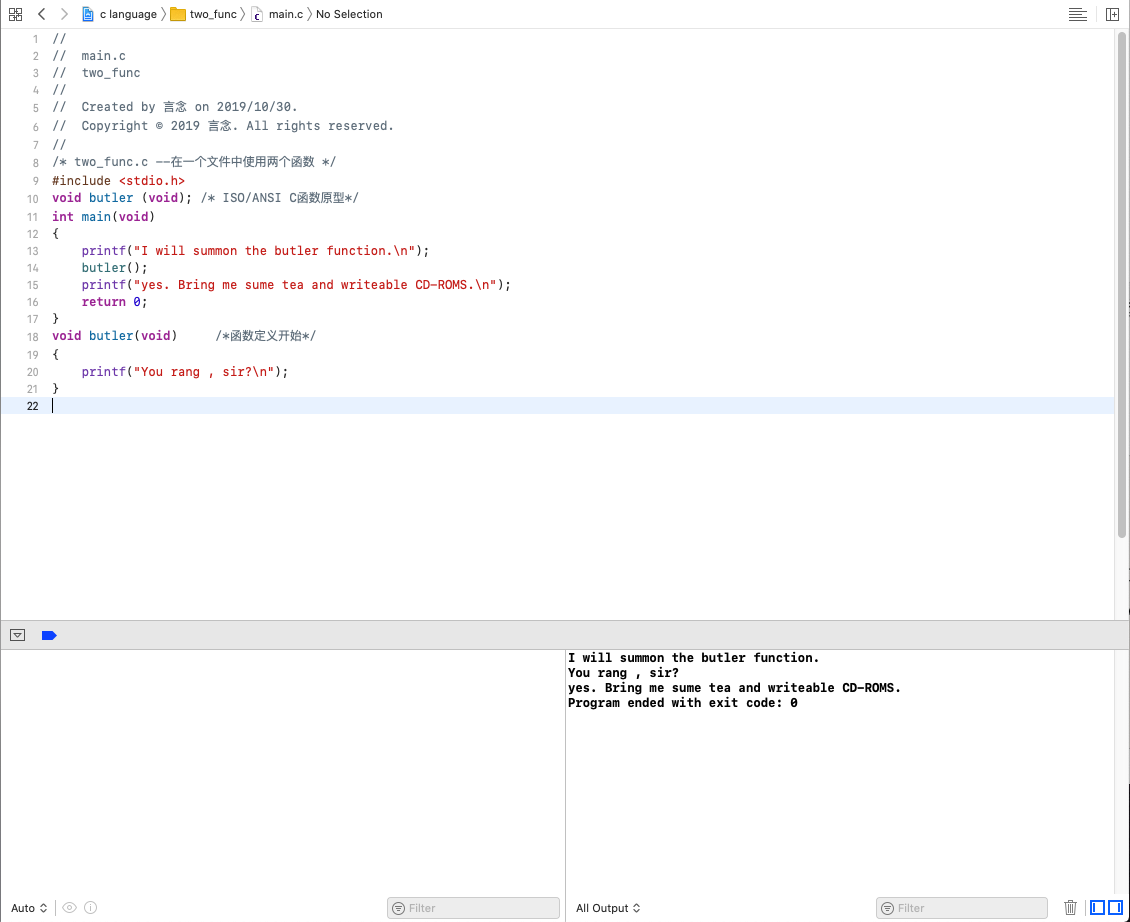 c language 〉 two_func 〉 main.c 〉 No Selection
1 //
2 //  main.c
3 //  two_func
4 //
5 //  Created by 言念 on 2019/10/30.
6 //  Copyright © 2019 言念. All rights reserved.
7 //
8 /* two_func.c --在一个文件中使用两个函数 */
9 #include <stdio.h>
10 void butler (void); /* ISO/ANSI C函数原型*/
11 int main(void)
12 {
13     printf("I will summon the butler function.\n");
14     butler();
15     printf("yes. Bring me sume tea and writeable CD-ROMS.\n");
16     return 0;
17 }
18 void butler(void)     /*函数定义开始*/
19 {
20     printf("You rang , sir?\n");
21 }
22
I will summon the butler function.
You rang , sir?
yes. Bring me sume tea and writeable CD-ROMS.
Program ended with exit code: 0
Auto Filter All Output Filter